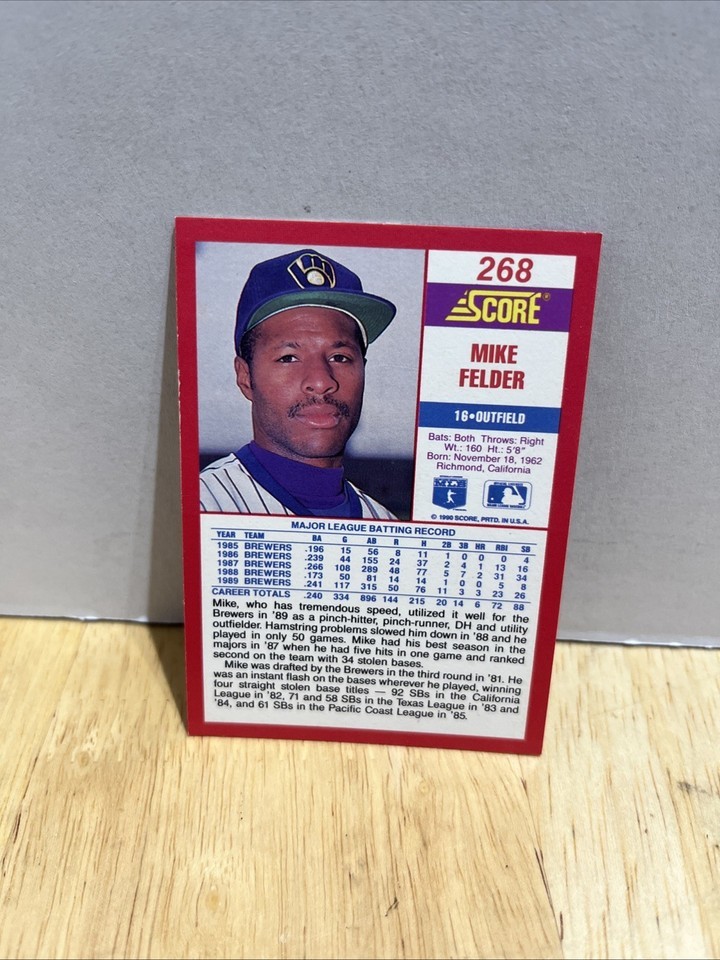 268
SCORE®
MIKE
FELDER
16•OUTFIELD
Bats: Both Throws: Right
Wt.: 160 Ht.: 5'8"
Born: November 18, 1962
Richmond, California
© 1990 SCORE, PRTD. IN U.S.A.
MAJOR LEAGUE BATTING RECORD
YEAR TEAM BA G AB R H 2B 3B HR RBI SB
1985 BREWERS .196 15 56 8 11 1 0 0 0 4
1986 BREWERS .239 44 155 24 37 2 4 1 13 16
1987 BREWERS .266 108 289 48 77 5 7 2 31 34
1988 BREWERS .173 50 81 14 14 1 0 0 5 8
1989 BREWERS .241 117 315 50 76 11 3 3 23 26
CAREER TOTALS .240 334 896 144 215 20 14 6 72 88
Mike, who has tremendous speed, utilized it well for the
Brewers in '89 as a pinch-hitter, pinch-runner, DH and utility
outfielder. Hamstring problems slowed him down in '88 and he
played in only 50 games. Mike had his best season in the
majors in '87 when he had five hits in one game and ranked
second on the team with 34 stolen bases.
Mike was drafted by the Brewers in the third round in '81. He
was an instant flash on the bases wherever he played, winning
four straight stolen base titles — 92 SBs in the California
League in '82, 71 and 58 SBs in the Texas League in '83 and
'84, and 61 SBs in the Pacific Coast League in '85.